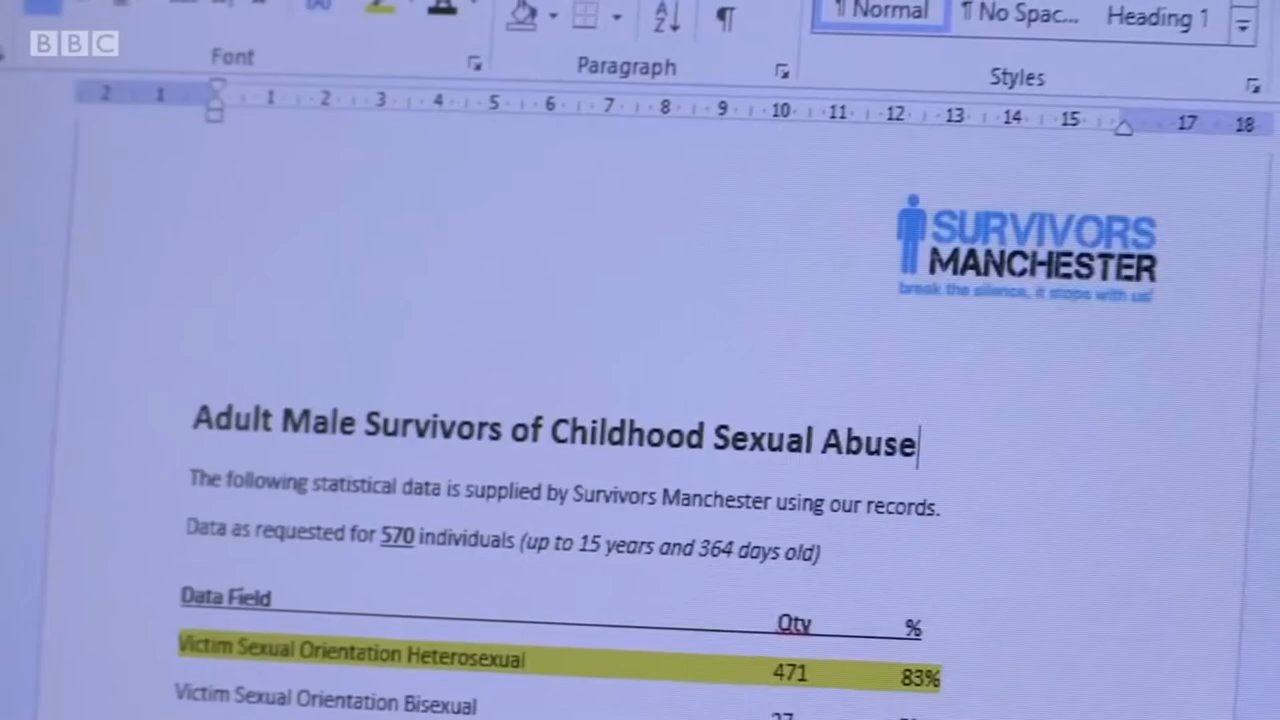 BBC
Normal
No Spac...
Heading 1
Font
Paragraph
Styles
2 1 1 2 3 4 5 6 7 8 9 10 11 12 13 14 15 17 18
SURVIVORS
MANCHESTER
break the silence, it stops with us!
Adult Male Survivors of Childhood Sexual Abuse
The following statistical data is supplied by Survivors Manchester using our records.
Data as requested for 570 individuals (up to 15 years and 364 days old)
Data Field Qty %
Victim Sexual Orientation Heterosexual 471 83%
Victim Sexual Orientation Bisexual